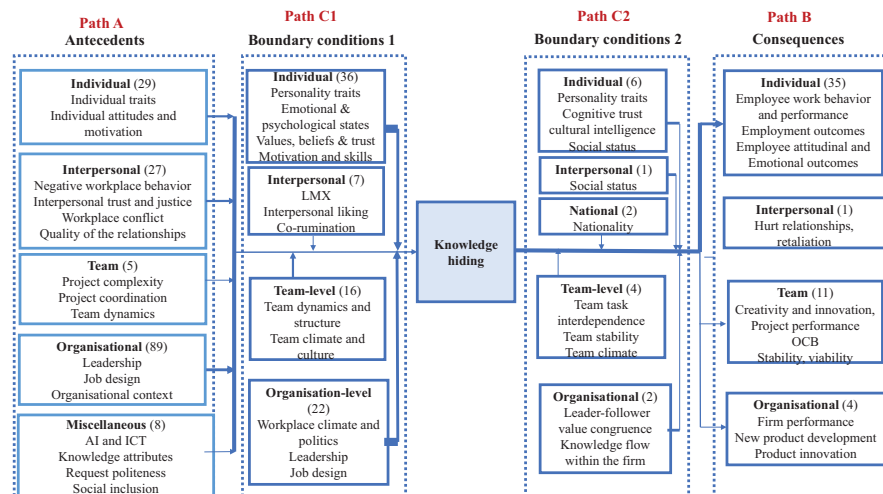 Path A
Antecedents
Individual (29)
Individual traits
Individual attitudes and
motivation
Interpersonal (27)
Negative workplace behavior
Interpersonal trust and justice
Workplace conflict
Quality of the relationships
Team (5)
Project complexity
Project coordination
Team dynamics
Organisational (89)
Leadership
Job design
Organisational context
Miscellaneous (8)
AI and ICT
Knowledge attributes
Request politeness
Social inclusion
Path C1
Boundary conditions 1
Individual (36)
Personality traits
Emotional &
psychological states
Values, beliefs & trust
Motivation and skills
Interpersonal (7)
LMX
Interpersonal liking
Co-rumination
Team-level (16)
Team dynamics and
structure
Team climate and
culture
Organisation-level
(22)
Workplace climate and
politics
Leadership
Job design
Knowledge
hiding
Path C2
Boundary conditions 2
Individual (6)
Personality traits
Cognitive trust
cultural intelligence
Social status
Interpersonal (1)
Social status
National (2)
Nationality
Team-level (4)
Team task
interdependence
Team stability
Team climate
Organisational (2)
Leader-follower
value congruence
Knowledge flow
within the firm
Path B
Consequences
Individual (35)
Employee work behavior
and performance
Employment outcomes
Employee attitudinal and
Emotional outcomes
Interpersonal (1)
Hurt relationships,
retaliation
Team (11)
Creativity and innovation,
Project performance
OCB
Stability, viability
Organisational (4)
Firm performance
New product development
Product innovation